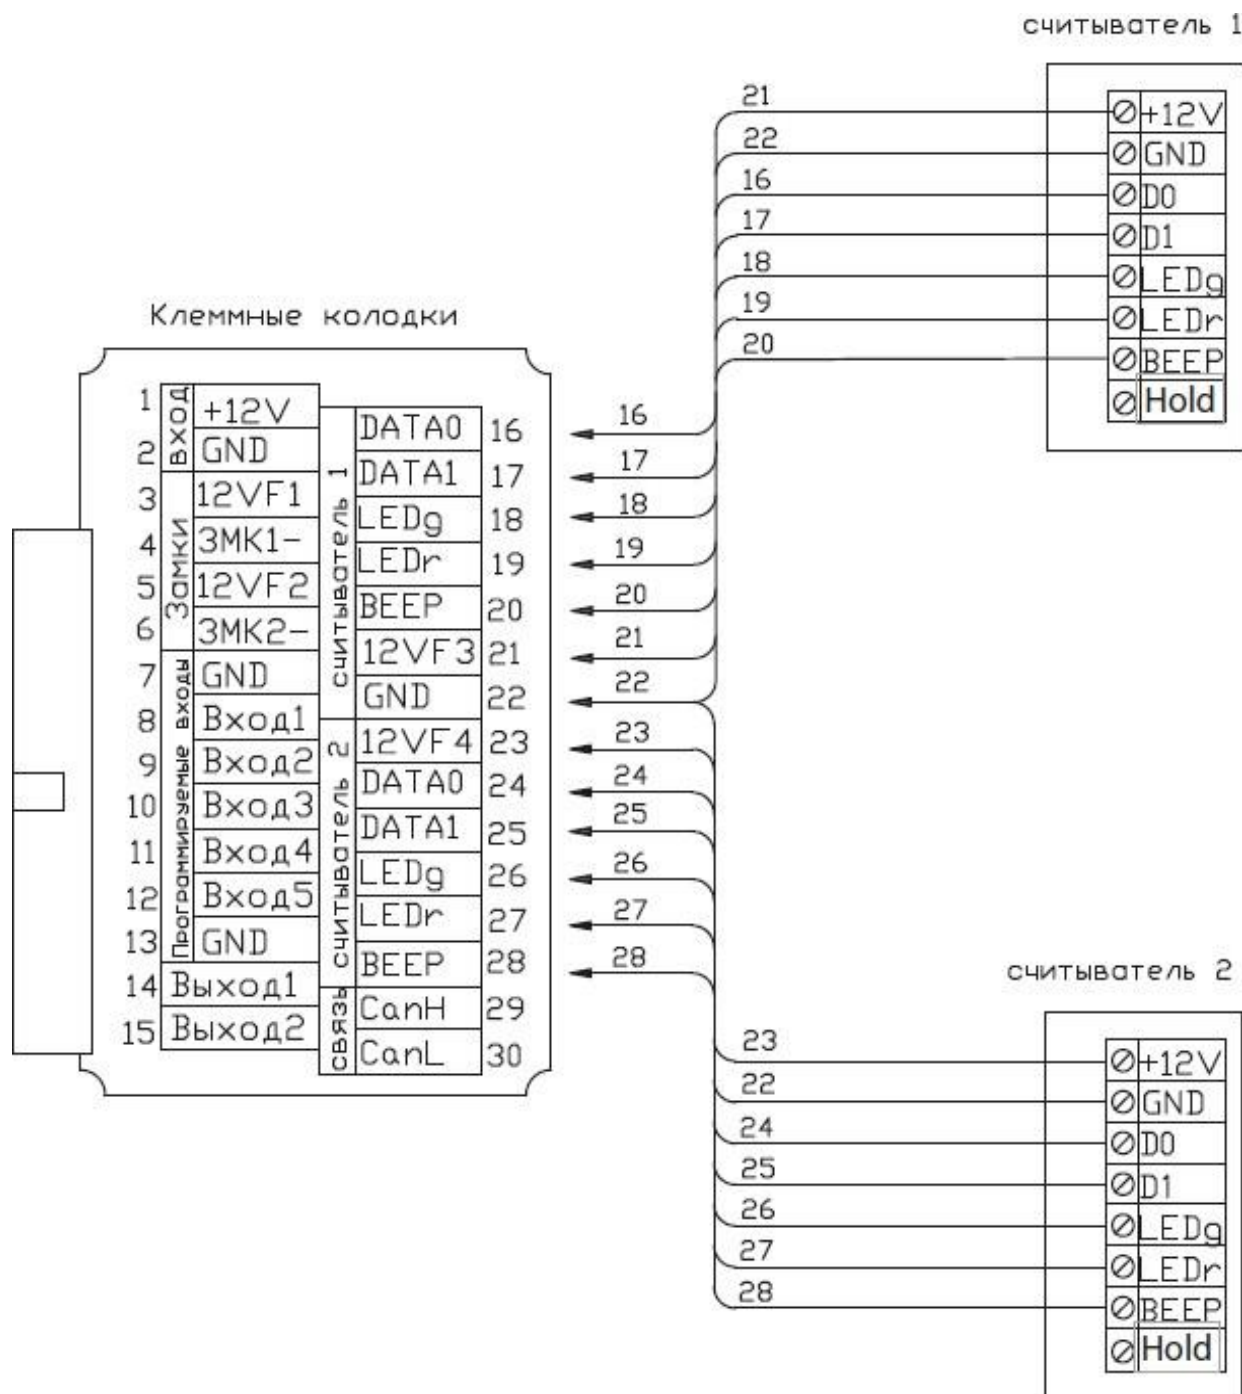 считыватель 1
21
+12V
22
GND
16
D0
17
D1
18
LEDg
19
LEDr
20
BEEP
Hold
Клеммные колодки
вход
1 +12V
2 GND
Замки
3 12VF1
4 ЗМК1-
5 12VF2
6 ЗМК2-
Программируемые входы
7 GND
8 Вход1
9 Вход2
10 Вход3
11 Вход4
12 Вход5
13 GND
14 Выход1
15 Выход2
считыватель 1
DATA0 16
DATA1 17
LEDg 18
LEDr 19
BEEP 20
12VF3 21
GND 22
считыватель 2
12VF4 23
DATA0 24
DATA1 25
LEDg 26
LEDr 27
BEEP 28
связь
CanH 29
CanL 30
16
17
18
19
20
21
22
23
24
25
26
27
28
считыватель 2
23
+12V
22
GND
24
D0
25
D1
26
LEDg
27
LEDr
28
BEEP
Hold